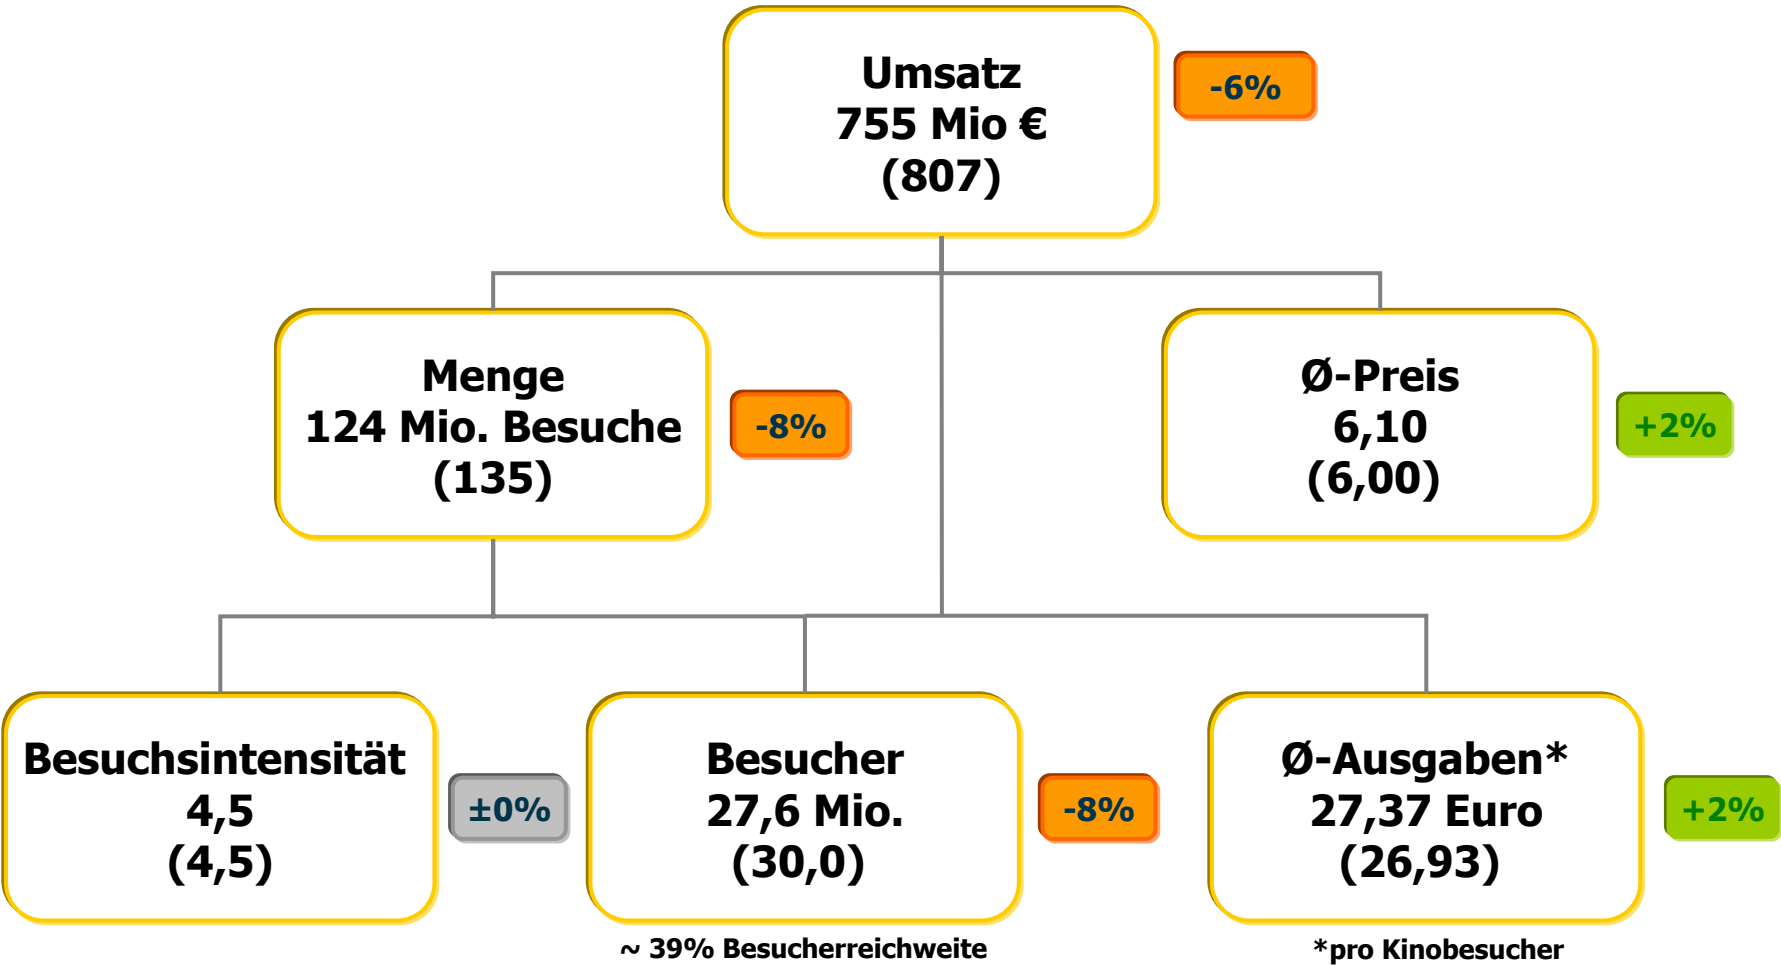 Umsatz
755 Mio €
(807)
-6%
Menge
124 Mio. Besuche
(135)
-8%
Ø-Preis
6,10
(6,00)
+2%
Besuchsintensität
4,5
(4,5)
±0%
Besucher
27,6 Mio.
(30,0)
-8%
Ø-Ausgaben*
27,37 Euro
(26,93)
+2%
~ 39% Besucherreichweite
*pro Kinobesucher